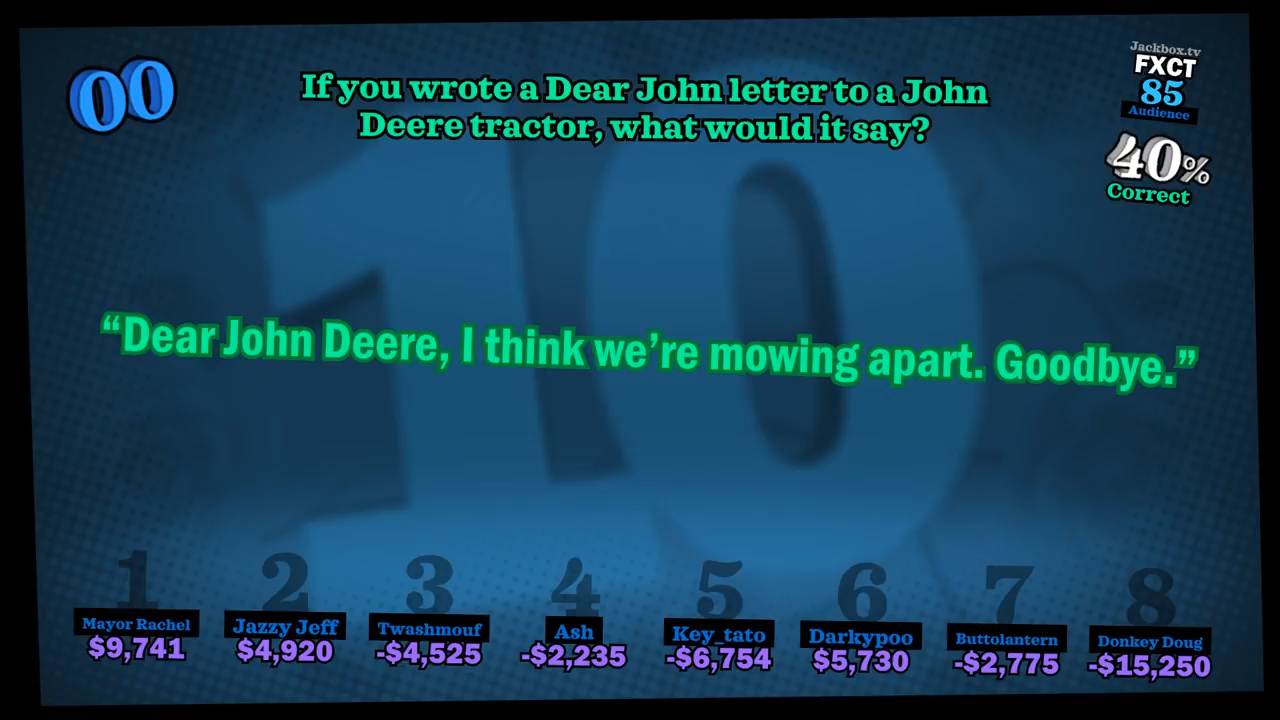 00
If you wrote a Dear John letter to a John
Deere tractor, what would it say?
Jackbox.tv
FXCT
85
Audience
40%
Correct
10
“Dear John Deere, I think we’re mowing apart. Goodbye.”
1 2 3 4 5 6 7 8
Mayor Rachel Jazzy Jeff Twashmouf Ash Key_tato Darkypoo Buttolantern Donkey Doug
$9,741 $4,920 -$4,525 -$2,235 -$6,754 $5,730 -$2,775 -$15,250